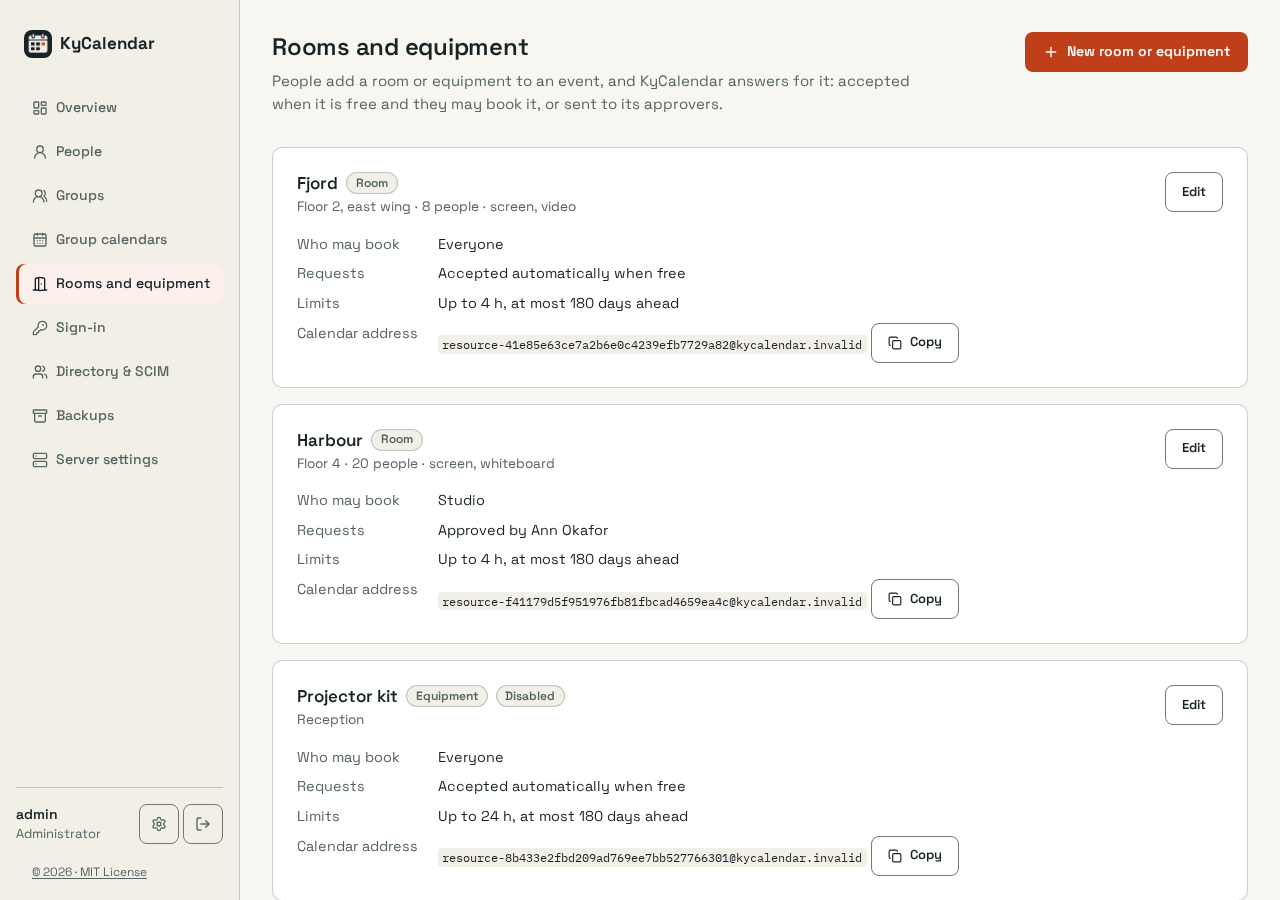 KyCalendar
Overview
People
Groups
Group calendars
Rooms and equipment
Sign-in
Directory & SCIM
Backups
Server settings
admin
Administrator
© 2026 · MIT License
Rooms and equipment
People add a room or equipment to an event, and KyCalendar answers for it: accepted
when it is free and they may book it, or sent to its approvers.
New room or equipment
Fjord Room
Floor 2, east wing · 8 people · screen, video
Edit
Who may book Everyone
Requests Accepted automatically when free
Limits Up to 4 h, at most 180 days ahead
Calendar address resource-41e85e63ce7a2b6e0c4239efb7729a82@kycalendar.invalid Copy
Harbour Room
Floor 4 · 20 people · screen, whiteboard
Edit
Who may book Studio
Requests Approved by Ann Okafor
Limits Up to 4 h, at most 180 days ahead
Calendar address resource-f41179d5f951976fb81fbcad4659ea4c@kycalendar.invalid Copy
Projector kit Equipment Disabled
Reception
Edit
Who may book Everyone
Requests Accepted automatically when free
Limits Up to 24 h, at most 180 days ahead
Calendar address resource-8b433e2fbd209ad769ee7bb527766301@kycalendar.invalid Copy